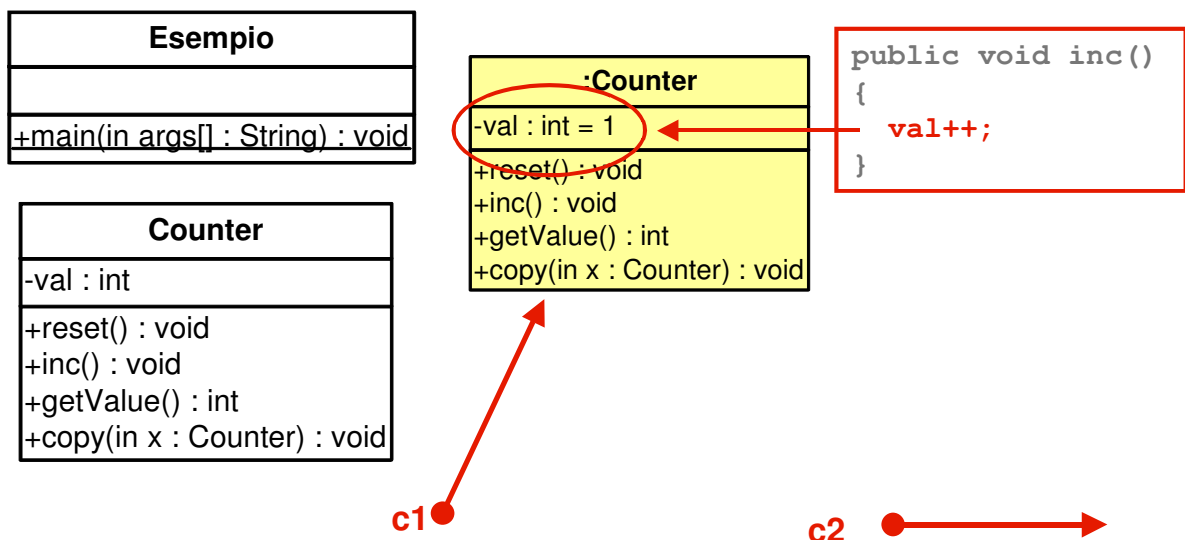 Esempio
+main(in args[] : String) : void
Counter
-val : int
+reset() : void
+inc() : void
+getValue() : int
+copy(in x : Counter) : void
:Counter
-val : int = 1
+reset() : void
+inc() : void
+getValue() : int
+copy(in x : Counter) : void
public void inc()
{
val++;
}
c1
c2